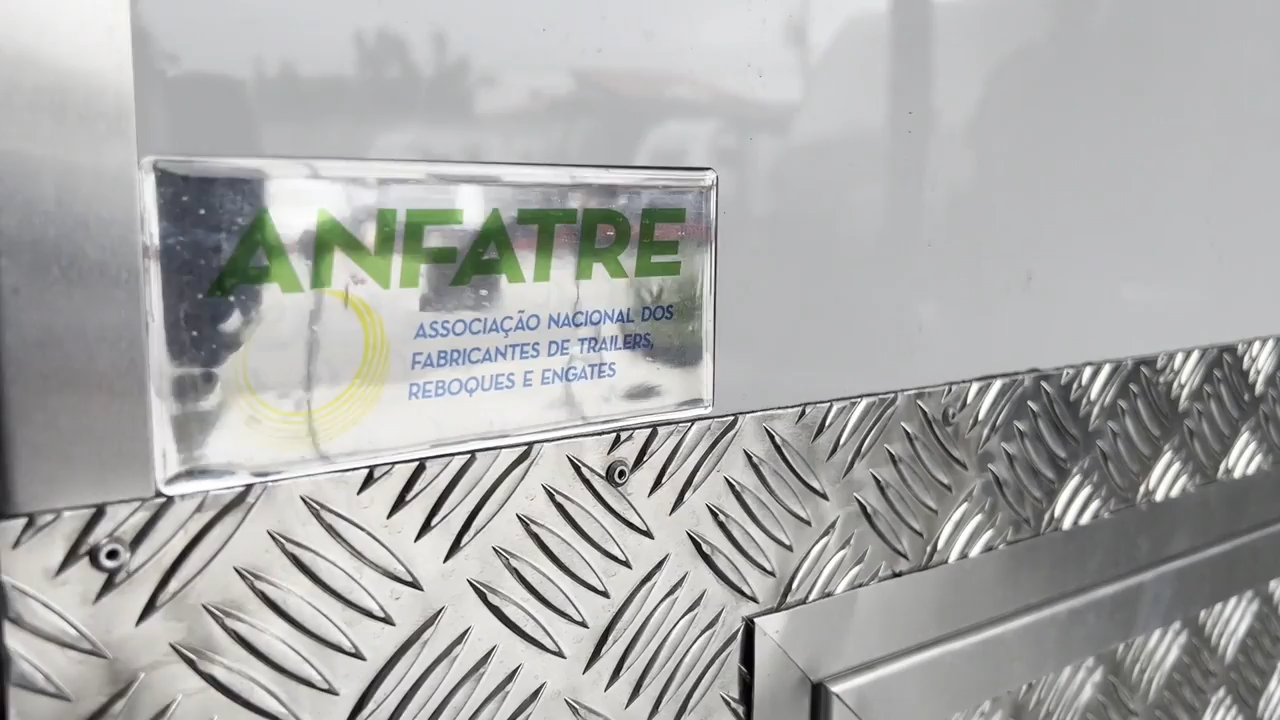 ANFATRE
ASSOCIAÇÃO NACIONAL DOS
FABRICANTES DE TRAILERS,
REBOQUES E ENGATES